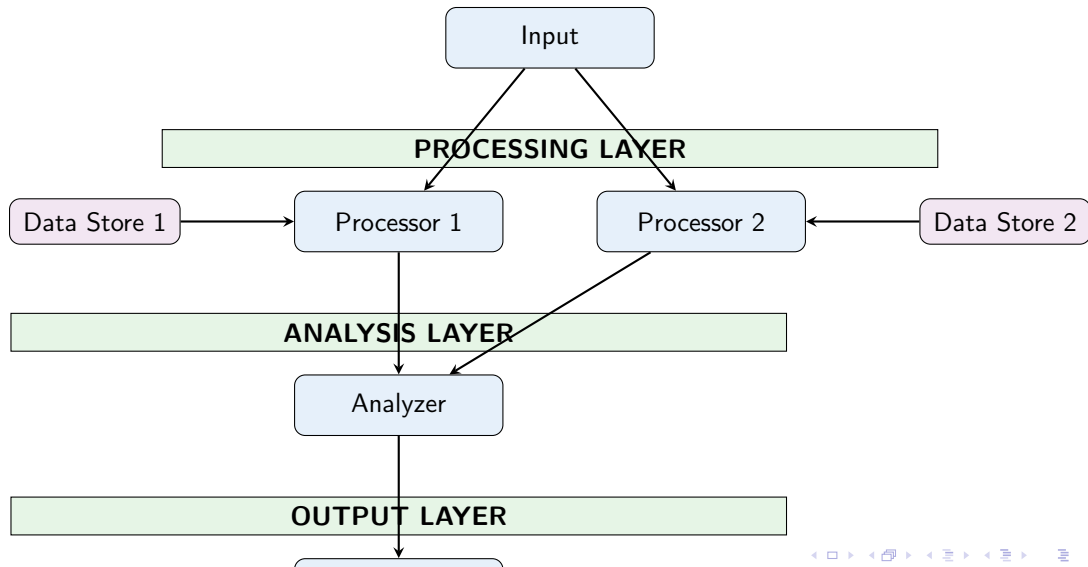 Input
PROCESSING LAYER
Data Store 1
Processor 1
Processor 2
Data Store 2
ANALYSIS LAYER
Analyzer
OUTPUT LAYER